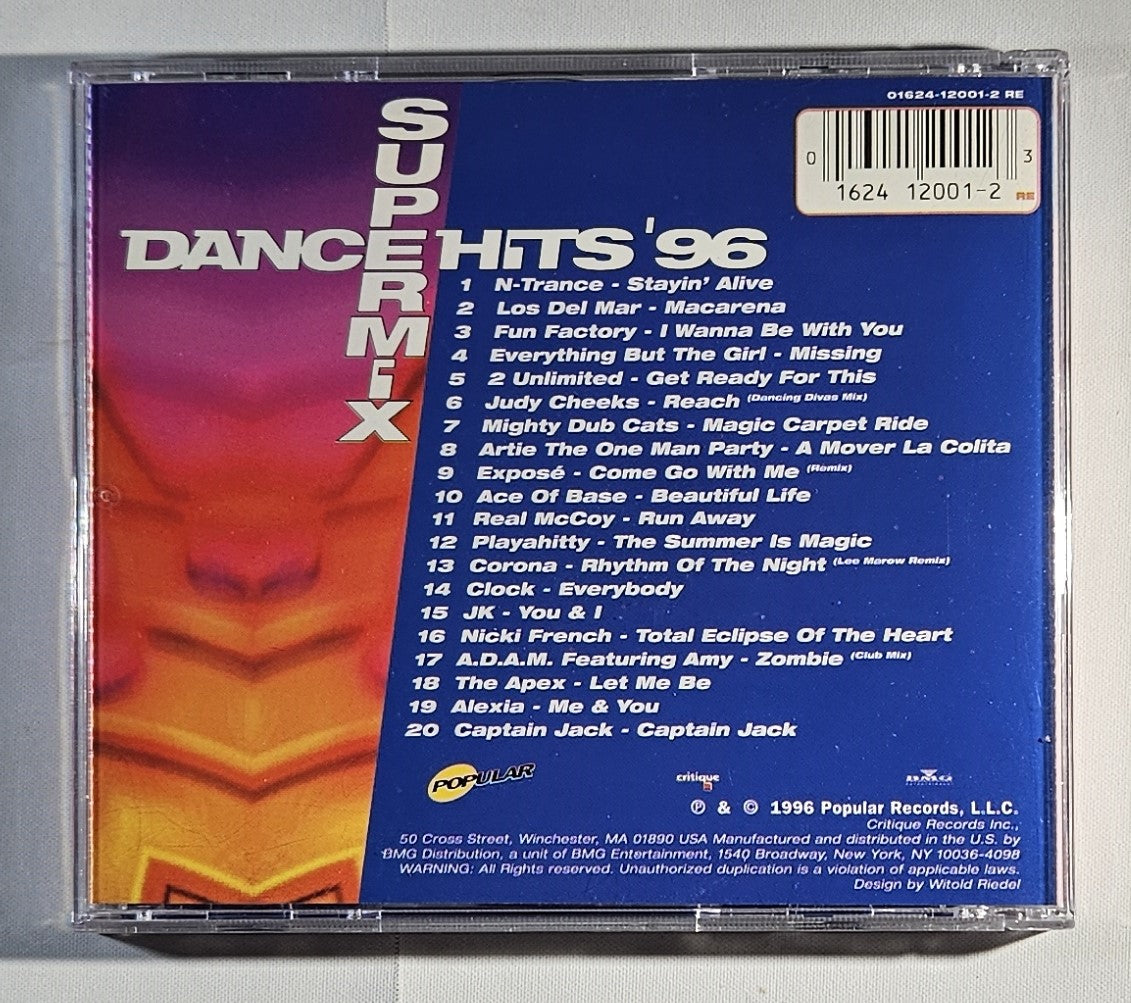 01624-12001-2 RE
0 1624 12001-2 3
RE
SUPERMiX
DANCE HiTS '96
1 N-Trance - Stayin' Alive
2 Los Del Mar - Macarena
3 Fun Factory - I Wanna Be With You
4 Everything But The Girl - Missing
5 2 Unlimited - Get Ready For This
6 Judy Cheeks - Reach (Dancing Divas Mix)
7 Mighty Dub Cats - Magic Carpet Ride
8 Artie The One Man Party - A Mover La Colita
9 Exposé - Come Go With Me (Remix)
10 Ace Of Base - Beautiful Life
11 Real McCoy - Run Away
12 Playahitty - The Summer Is Magic
13 Corona - Rhythm Of The Night (Lee Marow Remix)
14 Clock - Everybody
15 JK - You & I
16 Nicki French - Total Eclipse Of The Heart
17 A.D.A.M. Featuring Amy - Zombie (Club Mix)
18 The Apex - Let Me Be
19 Alexia - Me & You
20 Captain Jack - Captain Jack
POPULAR
critique
BMG
ENTERTAINMENT
℗ & © 1996 Popular Records, L.L.C.
Critique Records Inc.,
50 Cross Street, Winchester, MA 01890 USA Manufactured and distributed in the U.S. by
BMG Distribution, a unit of BMG Entertainment, 1540 Broadway, New York, NY 10036-4098
WARNING: All Rights reserved. Unauthorized duplication is a violation of applicable laws.
Design by Witold Riedel